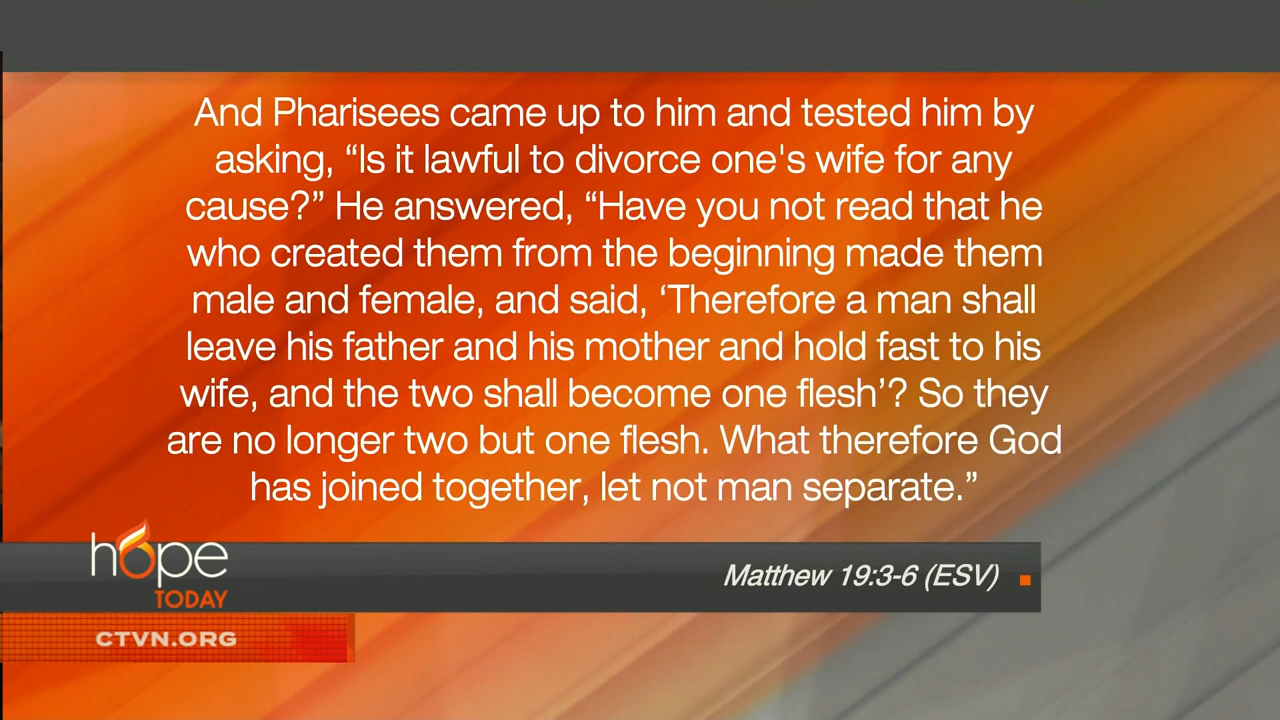 And Pharisees came up to him and tested him by
asking, “Is it lawful to divorce one's wife for any
cause?” He answered, “Have you not read that he
who created them from the beginning made them
male and female, and said, ‘Therefore a man shall
leave his father and his mother and hold fast to his
wife, and the two shall become one flesh’? So they
are no longer two but one flesh. What therefore God
has joined together, let not man separate.”
hope
TODAY
Matthew 19:3-6 (ESV)
CTVN.ORG